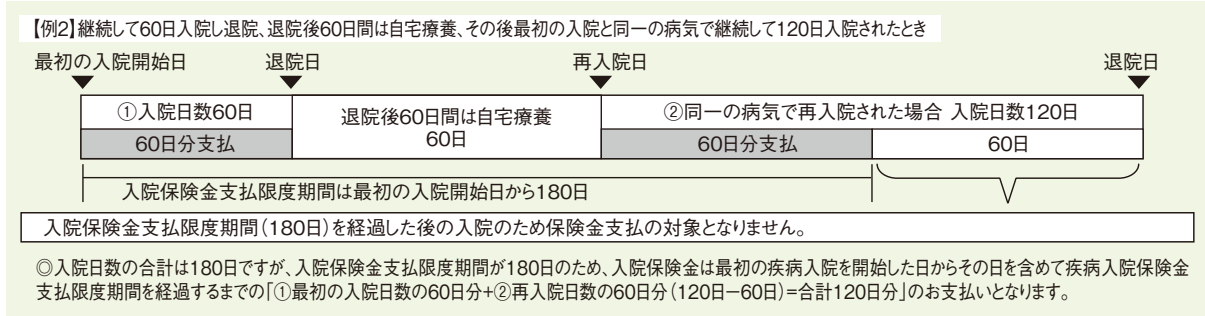 【例2】継続して60日入院し退院、退院後60日間は自宅療養、その後最初の入院と同一の病気で継続して120日入院されたとき
最初の入院開始日 退院日 再入院日 退院日
①入院日数60日
退院後60日間は自宅療養
60日
②同一の病気で再入院された場合 入院日数120日
60日分支払
60日分支払
60日
入院保険金支払限度期間は最初の入院開始日から180日
入院保険金支払限度期間(180日)を経過した後の入院のため保険金支払の対象となりません。
◎入院日数の合計は180日ですが、入院保険金支払限度期間が180日のため、入院保険金は最初の疾病入院を開始した日からその日を含めて疾病入院保険金
支払限度期間を経過するまでの「①最初の入院日数の60日分+②再入院日数の60日分(120日−60日)=合計120日分」のお支払いとなります。